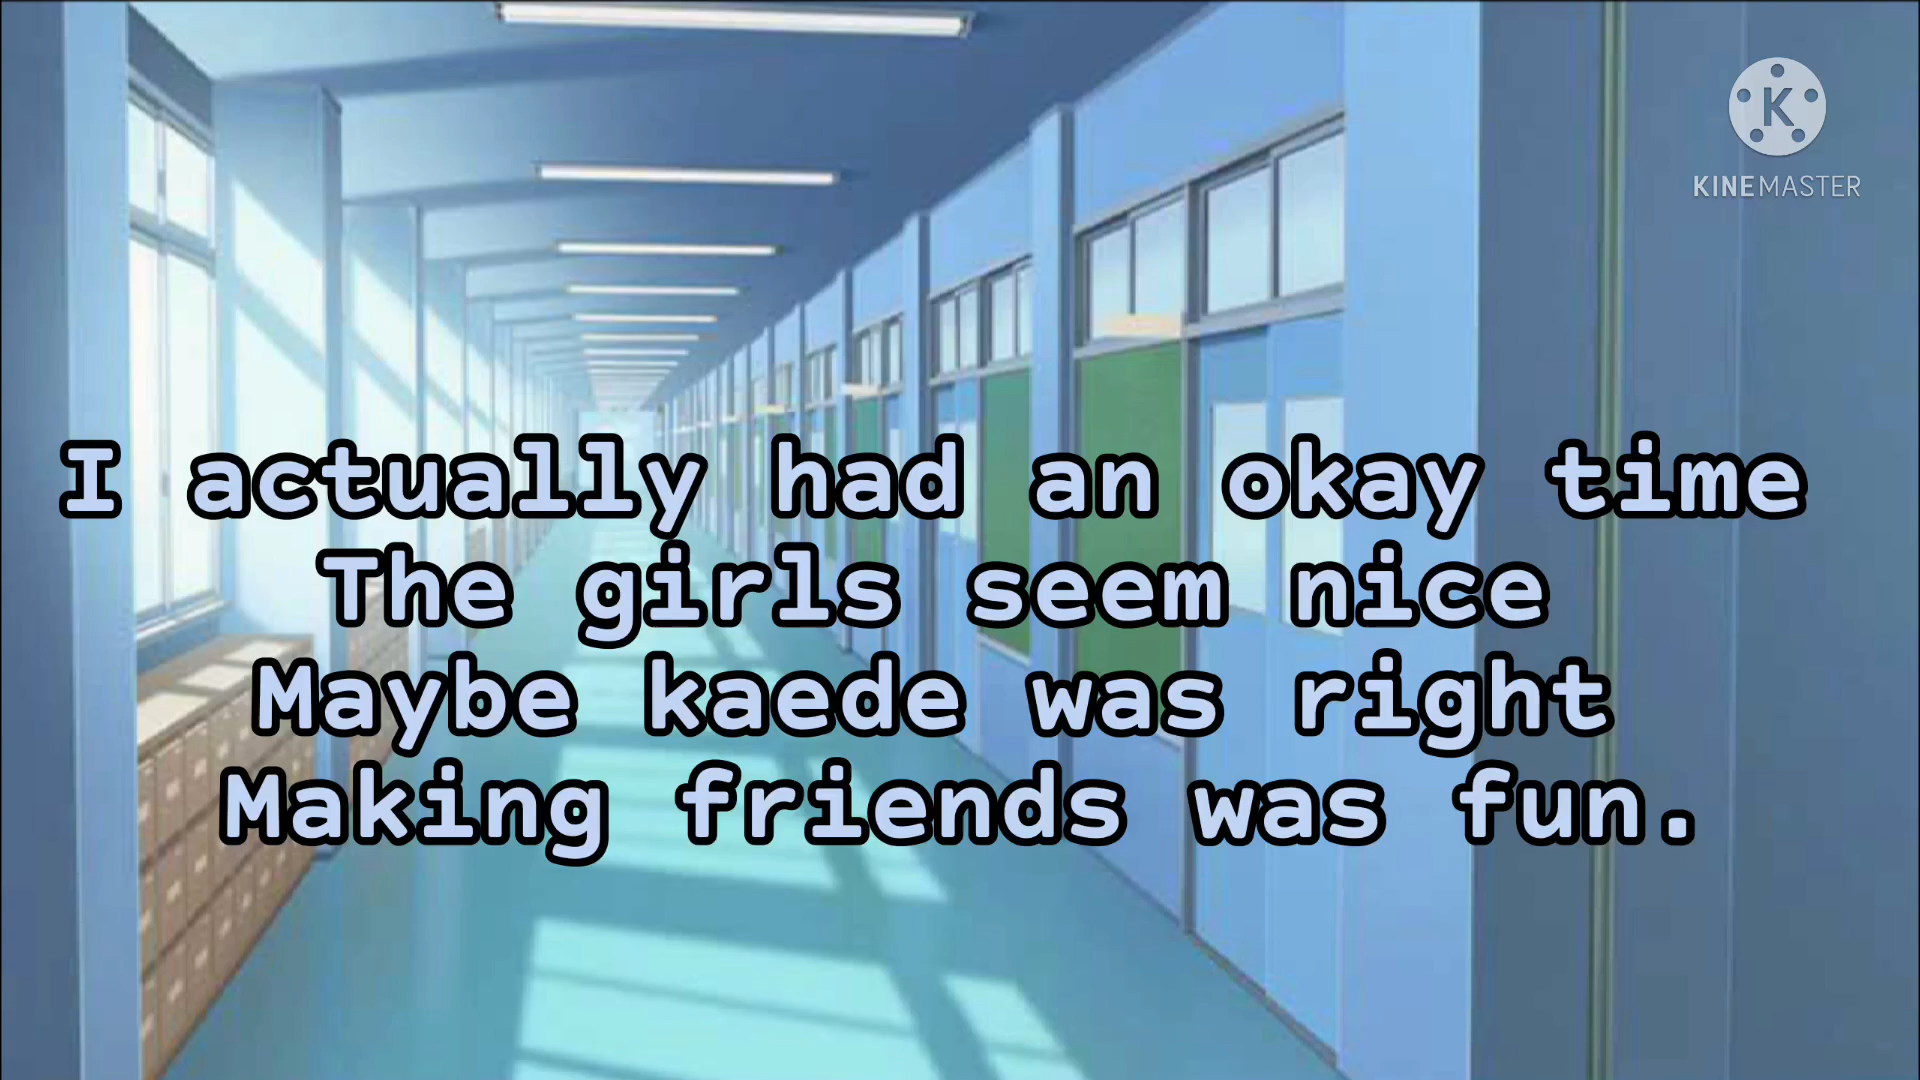 K
KINEMASTER
I actually had an okay time
The girls seem nice
Maybe kaede was right
Making friends was fun.